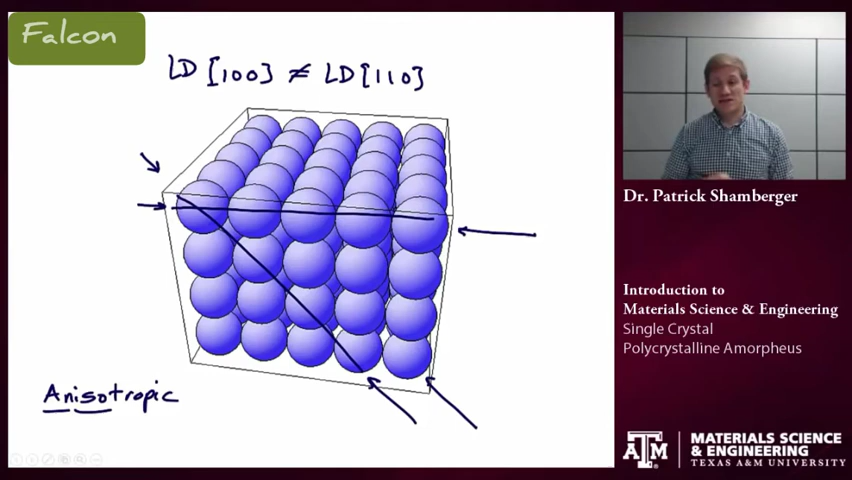 Falcon
LD [100] ≠ LD[110]
Anisotropic
Dr. Patrick Shamberger
Introduction to
Materials Science & Engineering
Single Crystal
Polycrystalline Amorpheus
A|M
MATERIALS SCIENCE
& ENGINEERING
TEXAS A&M UNIVERSITY